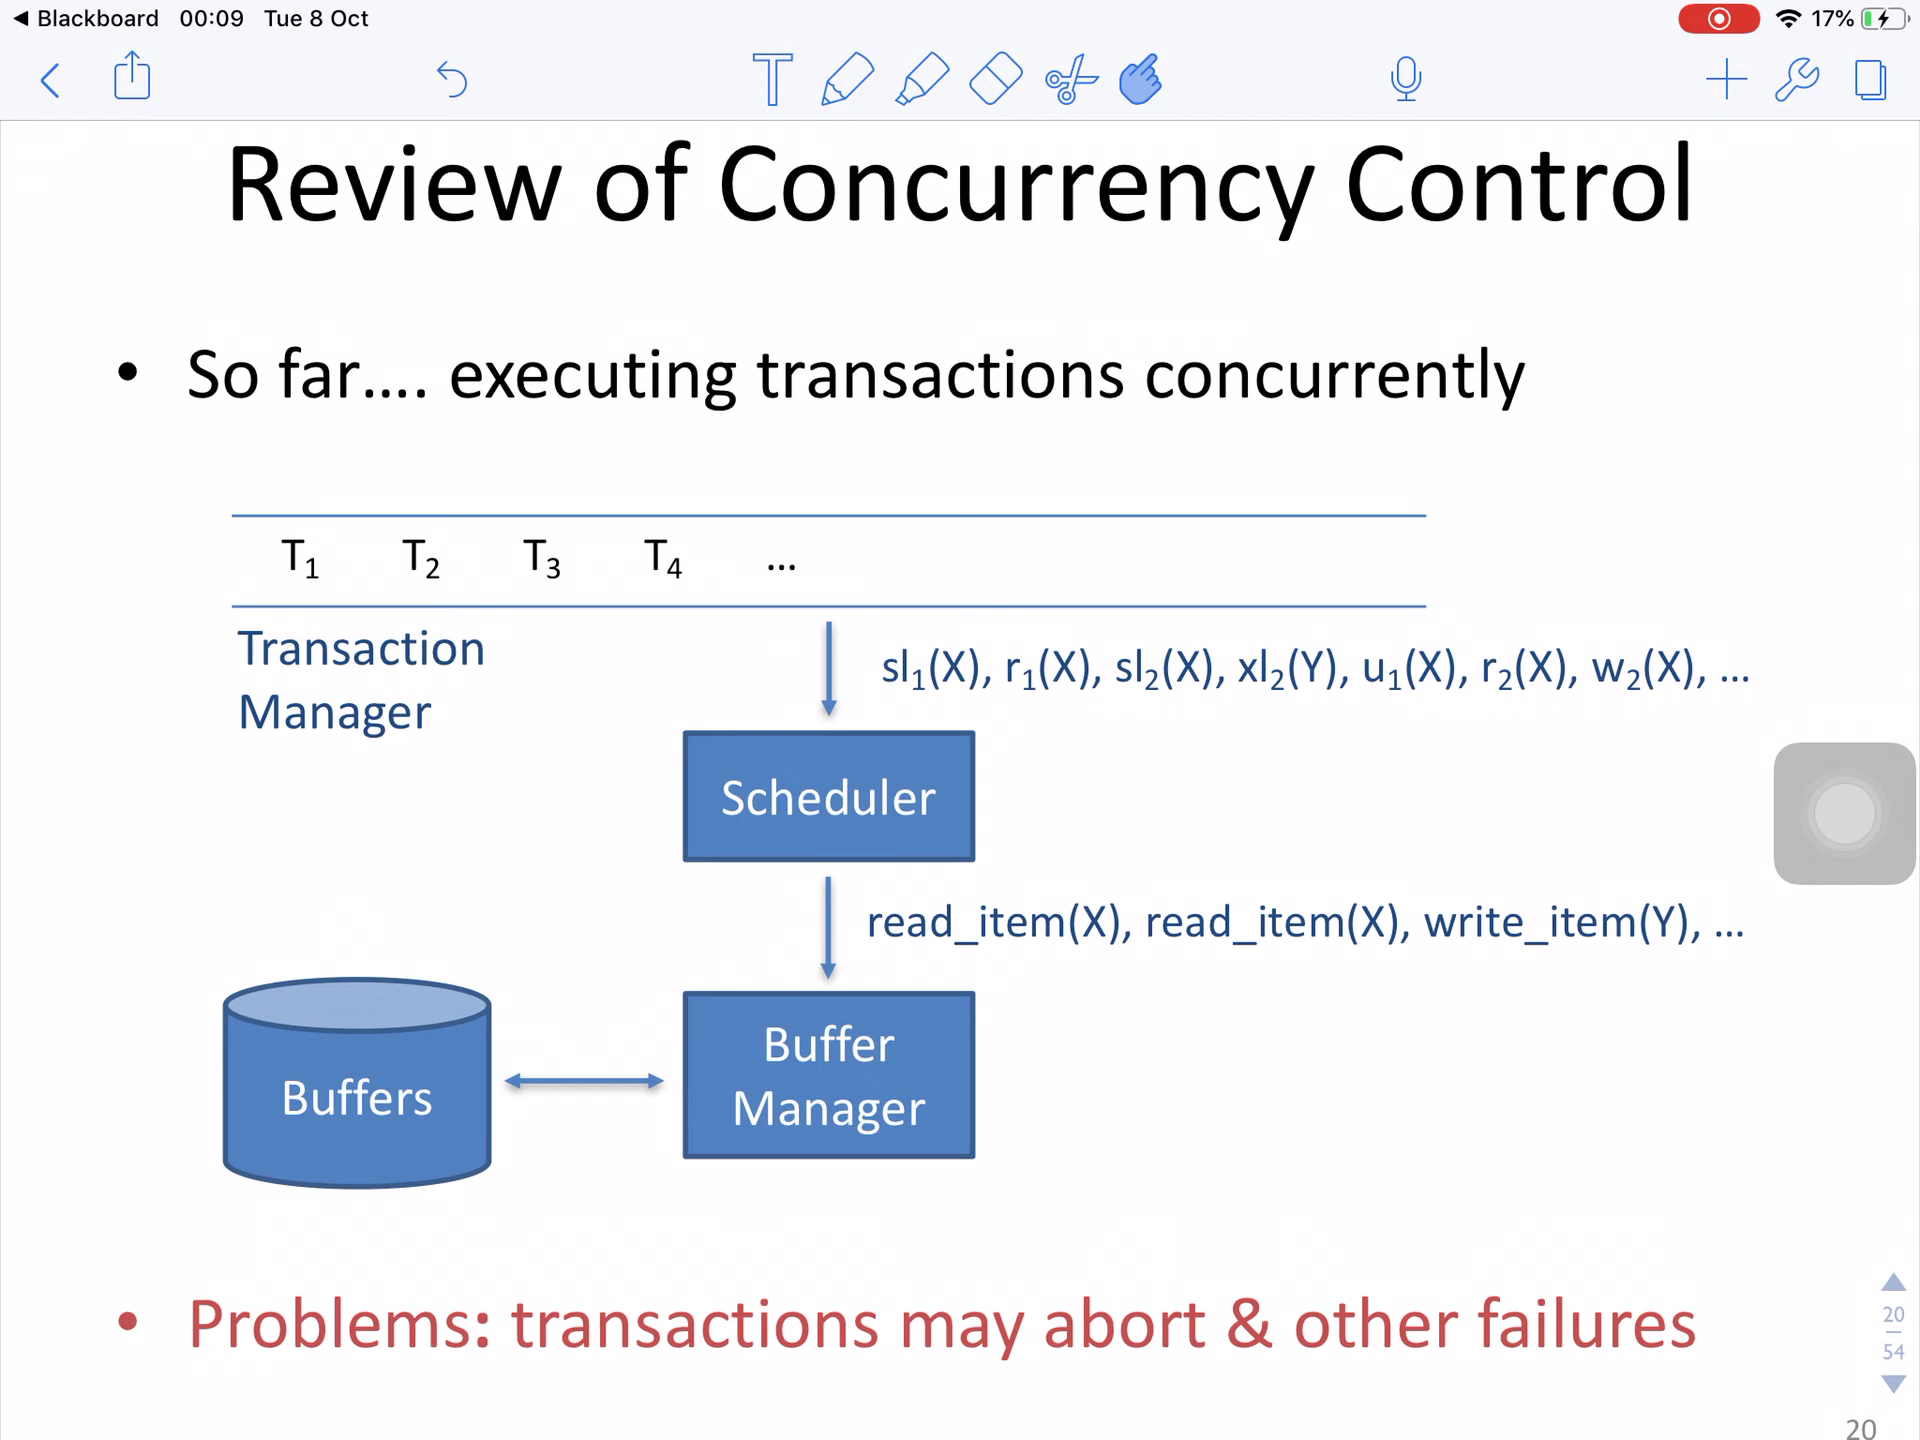 Blackboard 00:09 Tue 8 Oct 17%
Review of Concurrency Control
• So far.... executing transactions concurrently
T₁ T₂ T₃ T₄ ...
Transaction
Manager
sl₁(X), r₁(X), sl₂(X), xl₂(Y), u₁(X), r₂(X), w₂(X), ...
Scheduler
read_item(X), read_item(X), write_item(Y), ...
Buffers
Buffer
Manager
• Problems: transactions may abort & other failures
20
54
20